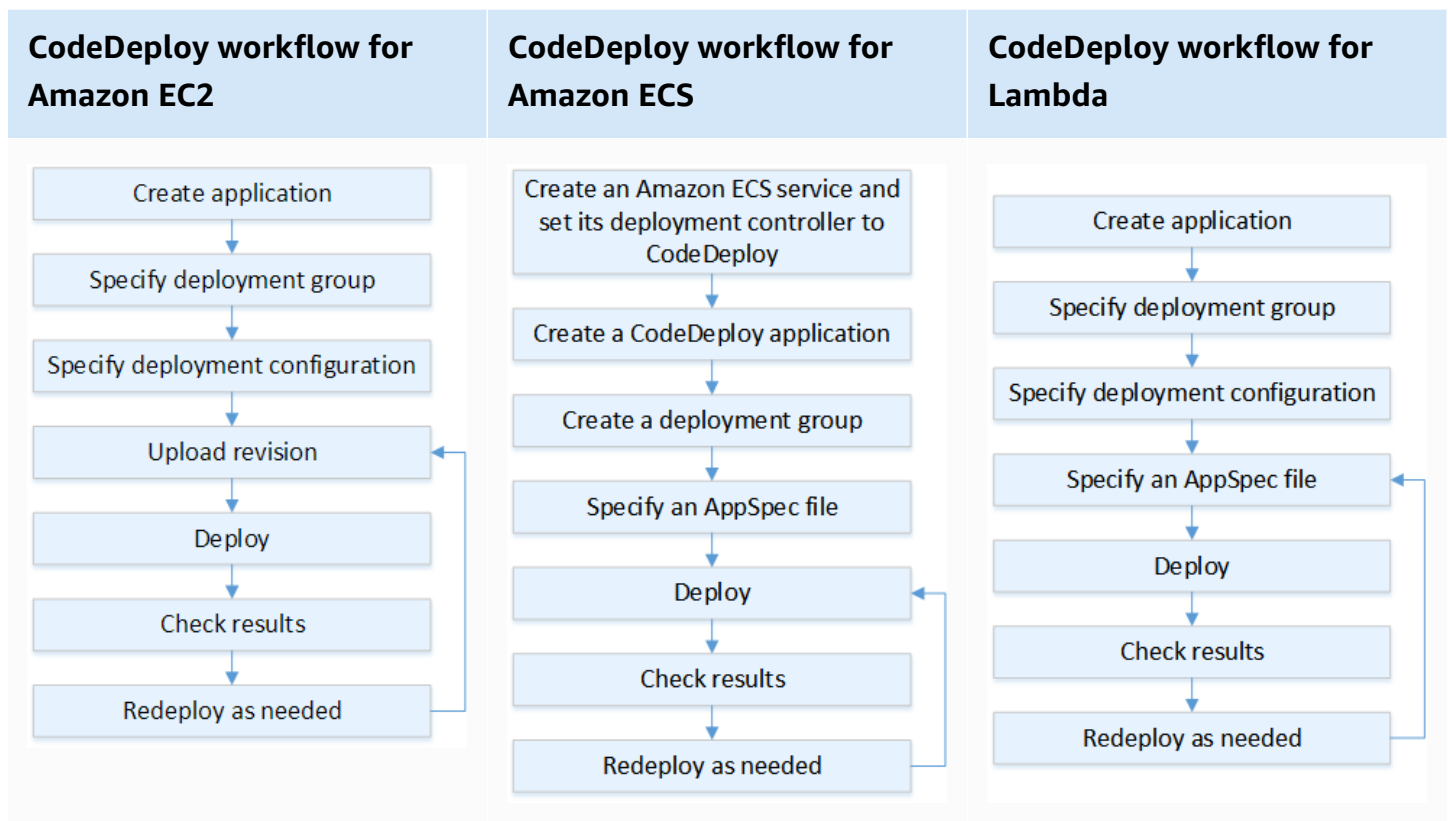 CodeDeploy workflow for
Amazon EC2
CodeDeploy workflow for
Amazon ECS
CodeDeploy workflow for
Lambda
Create application
Specify deployment group
Specify deployment configuration
Upload revision
Deploy
Check results
Redeploy as needed
Create an Amazon ECS service and
set its deployment controller to
CodeDeploy
Create a CodeDeploy application
Create a deployment group
Specify an AppSpec file
Deploy
Check results
Redeploy as needed
Create application
Specify deployment group
Specify deployment configuration
Specify an AppSpec file
Deploy
Check results
Redeploy as needed